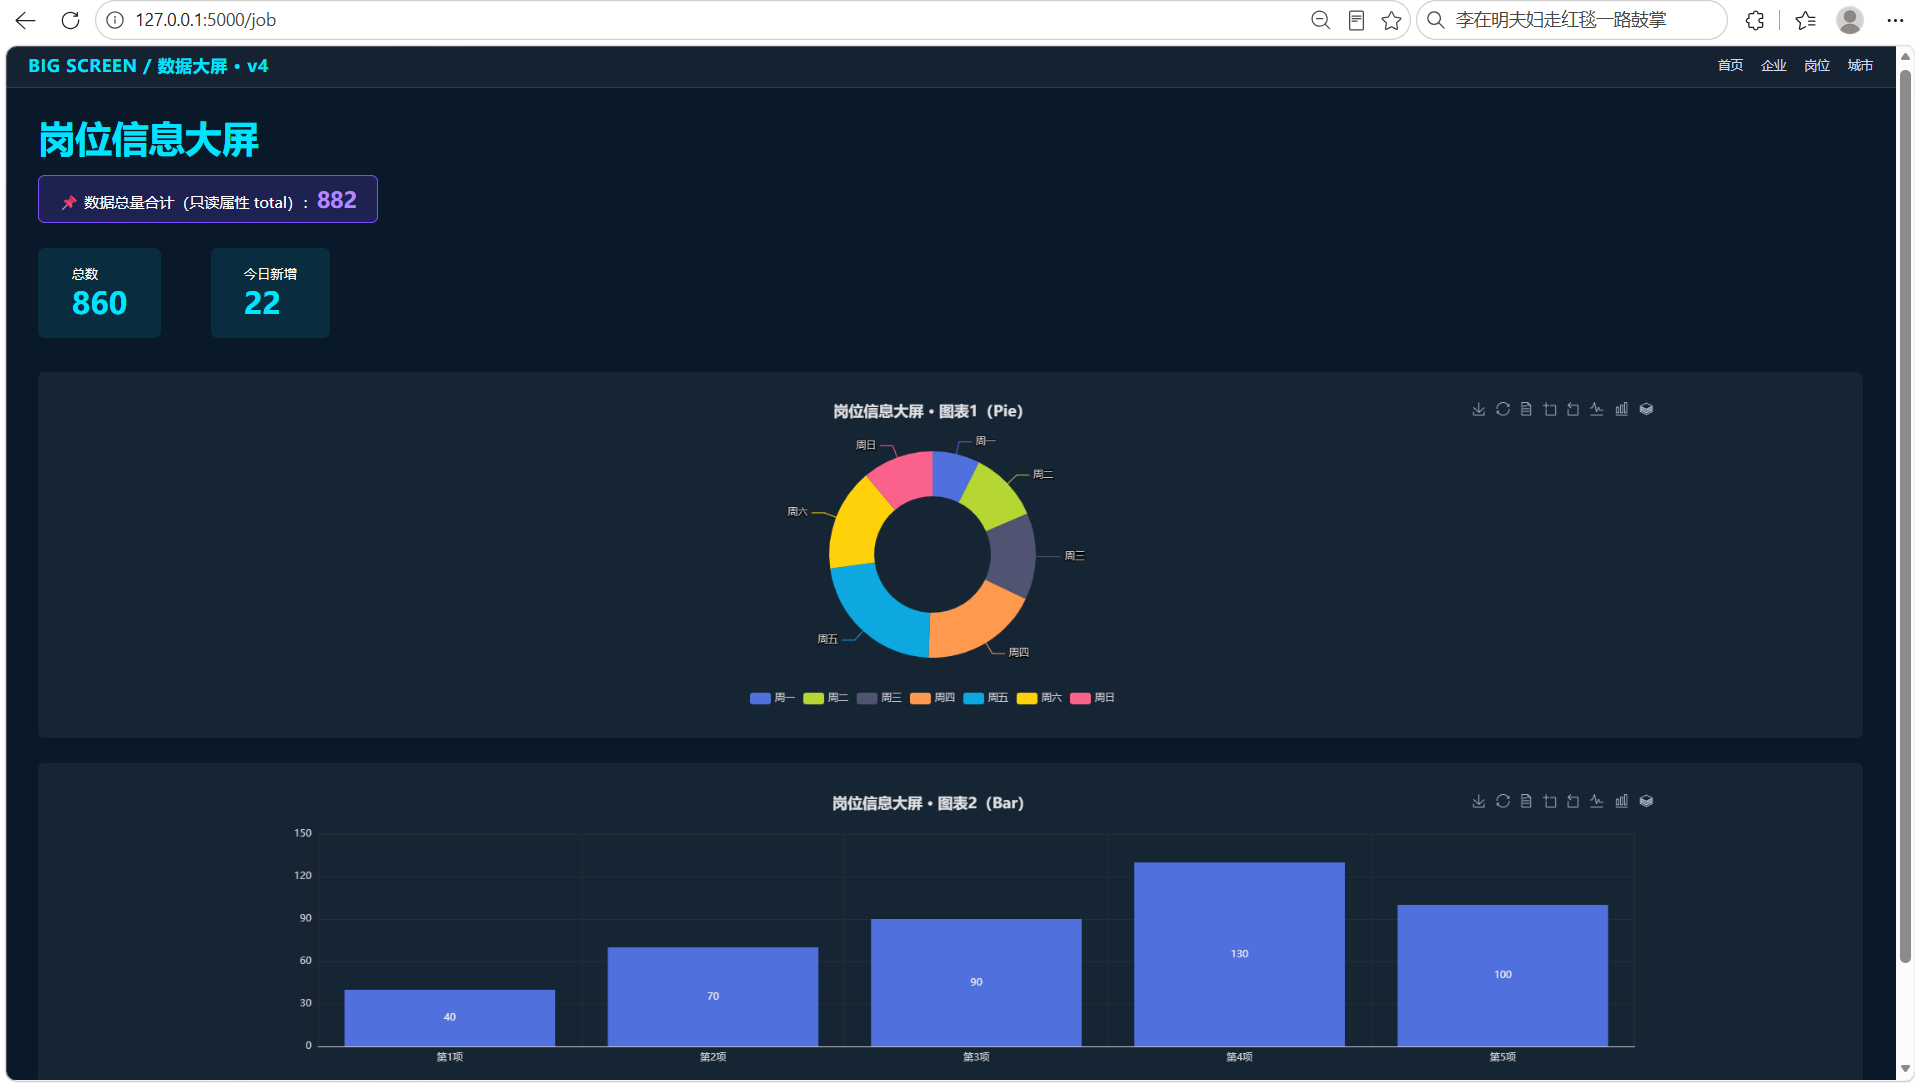 127.0.0.1:5000/job
李在明夫妇走红毯一路鼓掌
BIG SCREEN / 数据大屏 • v4
首页 企业 岗位 城市
岗位信息大屏
📌 数据总量合计（只读属性 total）：882
总数
860
今日新增
22
岗位信息大屏 • 图表1（Pie）
周日
周一
周二
周六
周三
周五
周四
周一 周二 周三 周四 周五 周六 周日
岗位信息大屏 • 图表2（Bar）
150
120
90
60
30
0
40
70
90
130
100
第1项 第2项 第3项 第4项 第5项